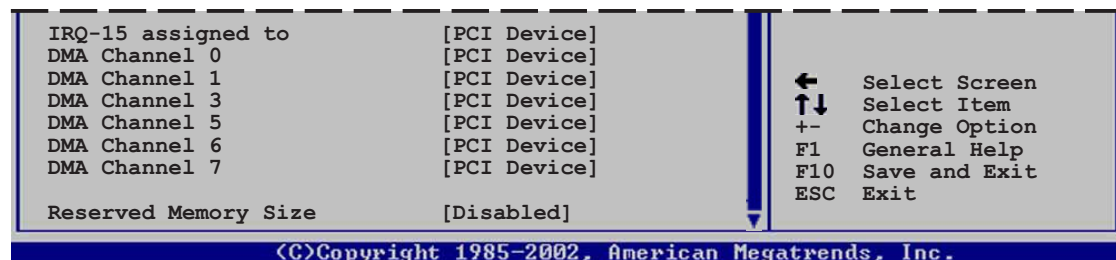 IRQ-15 assigned to [PCI Device]
DMA Channel 0 [PCI Device]
DMA Channel 1 [PCI Device]
DMA Channel 3 [PCI Device]
DMA Channel 5 [PCI Device]
DMA Channel 6 [PCI Device]
DMA Channel 7 [PCI Device]
Reserved Memory Size [Disabled]
← Select Screen
↑↓ Select Item
+- Change Option
F1 General Help
F10 Save and Exit
ESC Exit
(C)Copyright 1985-2002, American Megatrends, Inc.